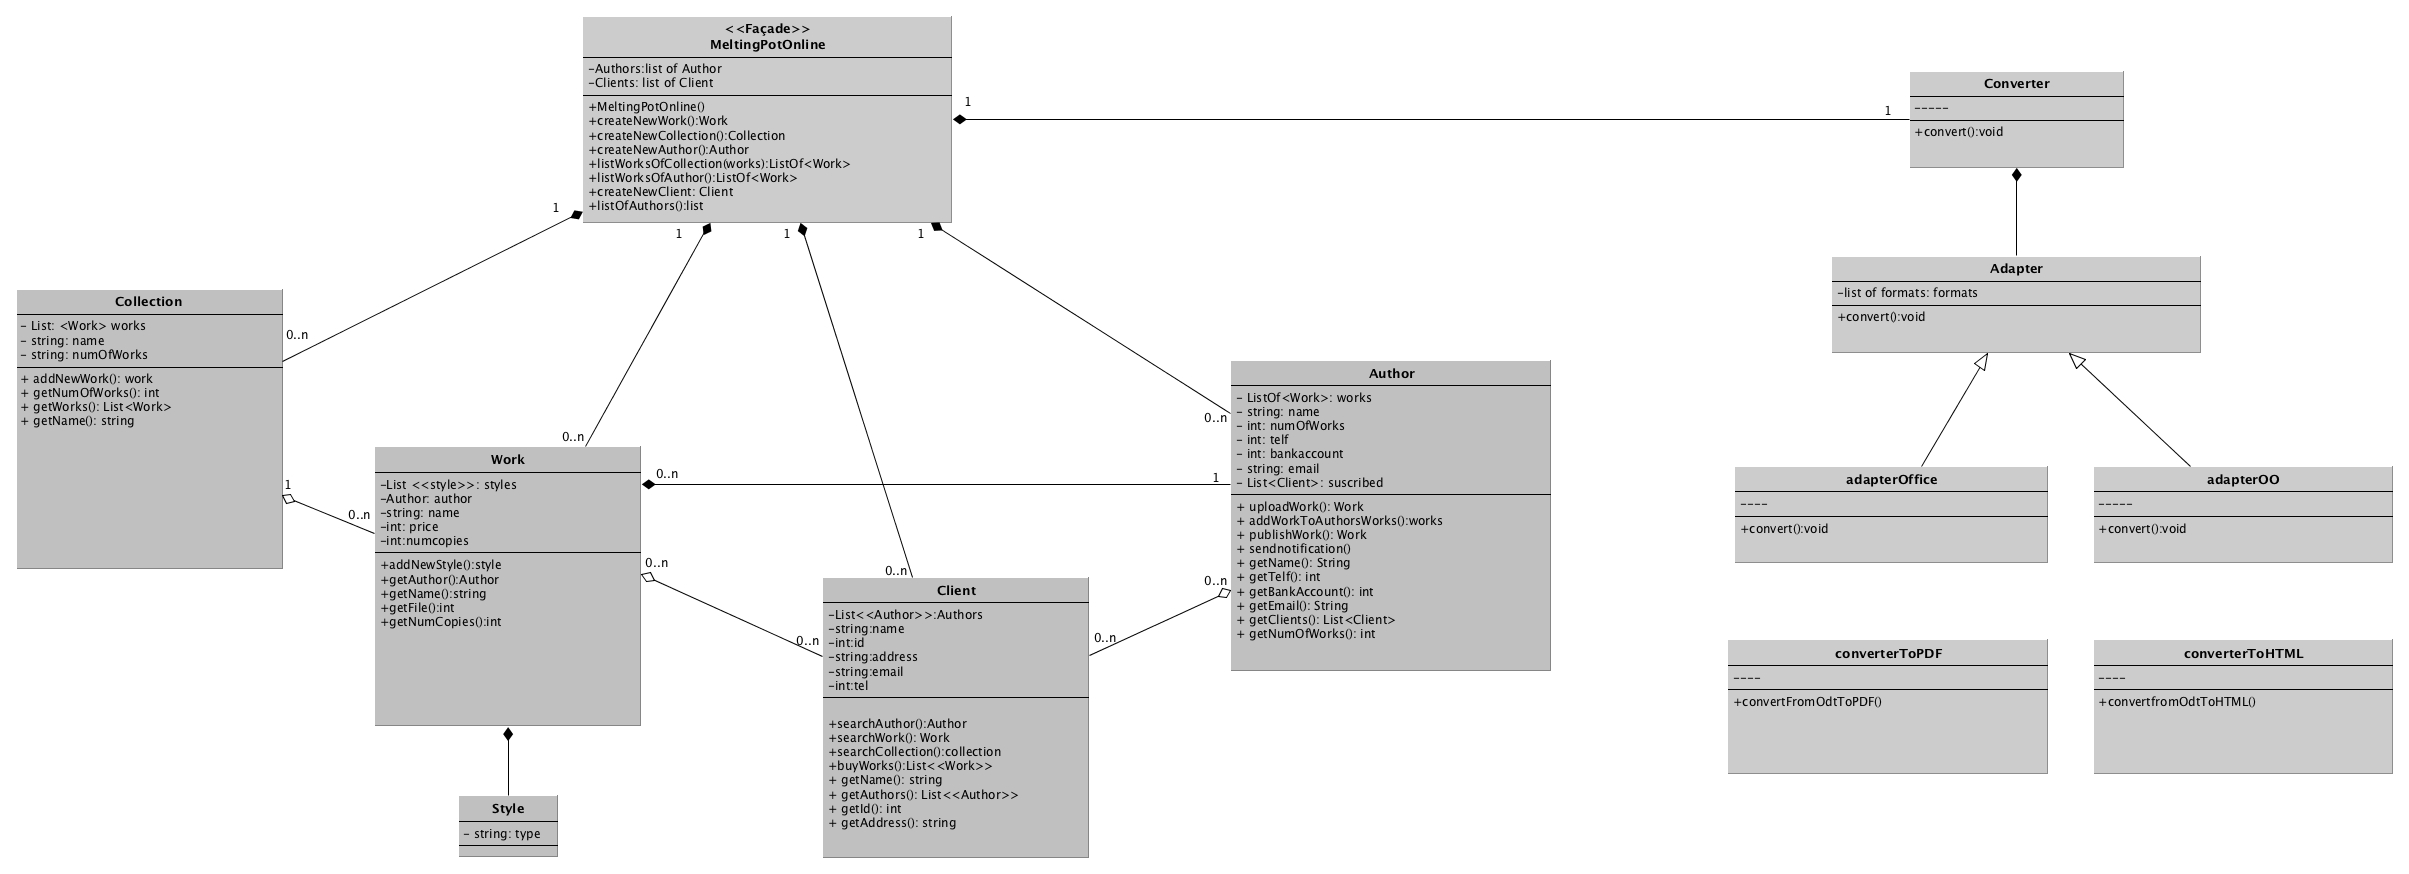 <<Façade>>
MeltingPotOnline
-Authors:list of Author
-Clients: list of Client
+MeltingPotOnline()
+createNewWork():Work
+createNewCollection():Collection
+createNewAuthor():Author
+listWorksOfCollection(works):ListOf<Work>
+listWorksOfAuthor():ListOf<Work>
+createNewClient: Client
+listOfAuthors():list
1
1
1
1
1
1
Converter
-----
+convert():void
Adapter
-list of formats: formats
+convert():void
Collection
- List: <Work> works
- string: name
- string: numOfWorks
+ addNewWork(): work
+ getNumOfWorks(): int
+ getWorks(): List<Work>
+ getName(): string
0..n
1
0..n
0..n
Work
-List <<style>>: styles
-Author: author
-string: name
-int: price
-int:numcopies
+addNewStyle():style
+getAuthor():Author
+getName():string
+getFile():int
+getNumCopies():int
0..n
1
0..n
0..n
0..n
Author
- ListOf<Work>: works
- string: name
- int: numOfWorks
- int: telf
- int: bankaccount
- string: email
- List<Client>: suscribed
+ uploadWork(): Work
+ addWorkToAuthorsWorks():works
+ publishWork(): Work
+ sendnotification()
+ getName(): String
+ getTelf(): int
+ getBankAccount(): int
+ getEmail(): String
+ getClients(): List<Client>
+ getNumOfWorks(): int
0..n
0..n
0..n
Client
-List<<Author>>:Authors
-string:name
-int:id
-string:address
-string:email
-int:tel
+searchAuthor():Author
+searchWork(): Work
+searchCollection():collection
+buyWorks():List<<Work>>
+ getName(): string
+ getAuthors(): List<<Author>>
+ getId(): int
+ getAddress(): string
Style
- string: type
adapterOffice
----
+convert():void
adapterOO
-----
+convert():void
converterToPDF
----
+convertFromOdtToPDF()
converterToHTML
----
+convertfromOdtToHTML()